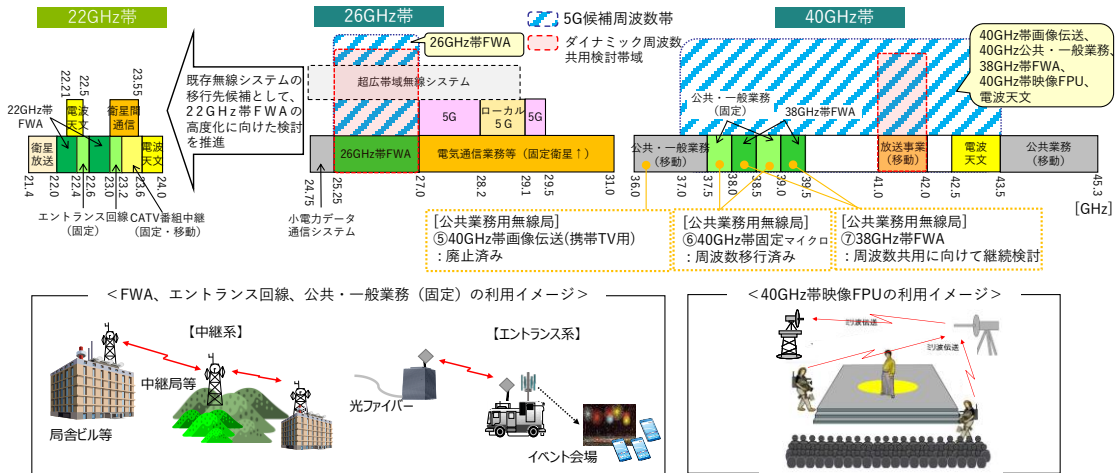 22GHz帯
26GHz帯
40GHz帯
5G候補周波数帯
ダイナミック周波数
共用検討帯域
26GHz帯FWA
40GHz帯画像伝送、
40GHz帯公共・一般業務、
38GHz帯FWA、
40GHz帯映像FPU、
電波天文
既存無線システムの
移行先候補として、
22GHz帯FWAの
高度化に向けた検討
を推進
22.21
22.5
23.55
22GHz帯
FWA
電波
天文
衛星間
通信
衛星
放送
電波
天文
21.4
22.0
22.4
22.6
23.0
23.2
23.6
24.0
エントランス回線
(固定)
CATV番組中継
(固定・移動)
超広帯域無線システム
5G
ローカル
5G
5G
26GHz帯FWA
電気通信業務等(固定衛星↑)
24.75
25.25
27.0
28.2
29.1
29.5
31.0
小電力データ
通信システム
公共・一般業務
(固定)
38GHz帯FWA
公共・一般業務
(移動)
放送事業
(移動)
電波
天文
公共業務
(移動)
36.0
37.0
37.5
38.0
38.5
39.0
39.5
41.0
42.0
42.5
43.5
45.3
[GHz]
[公共業務用無線局]
⑤40GHz帯画像伝送(携帯TV用)
:廃止済み
[公共業務用無線局]
⑥40GHz帯固定マイクロ
:周波数移行済み
[公共業務用無線局]
⑦38GHz帯FWA
:周波数共用に向けて継続検討
<FWA、エントランス回線、公共・一般業務(固定)の利用イメージ>
【中継系】
中継局等
局舎ビル等
【エントランス系】
光ファイバー
イベント会場
<40GHz帯映像FPUの利用イメージ>
ミリ波伝送
ミリ波伝送